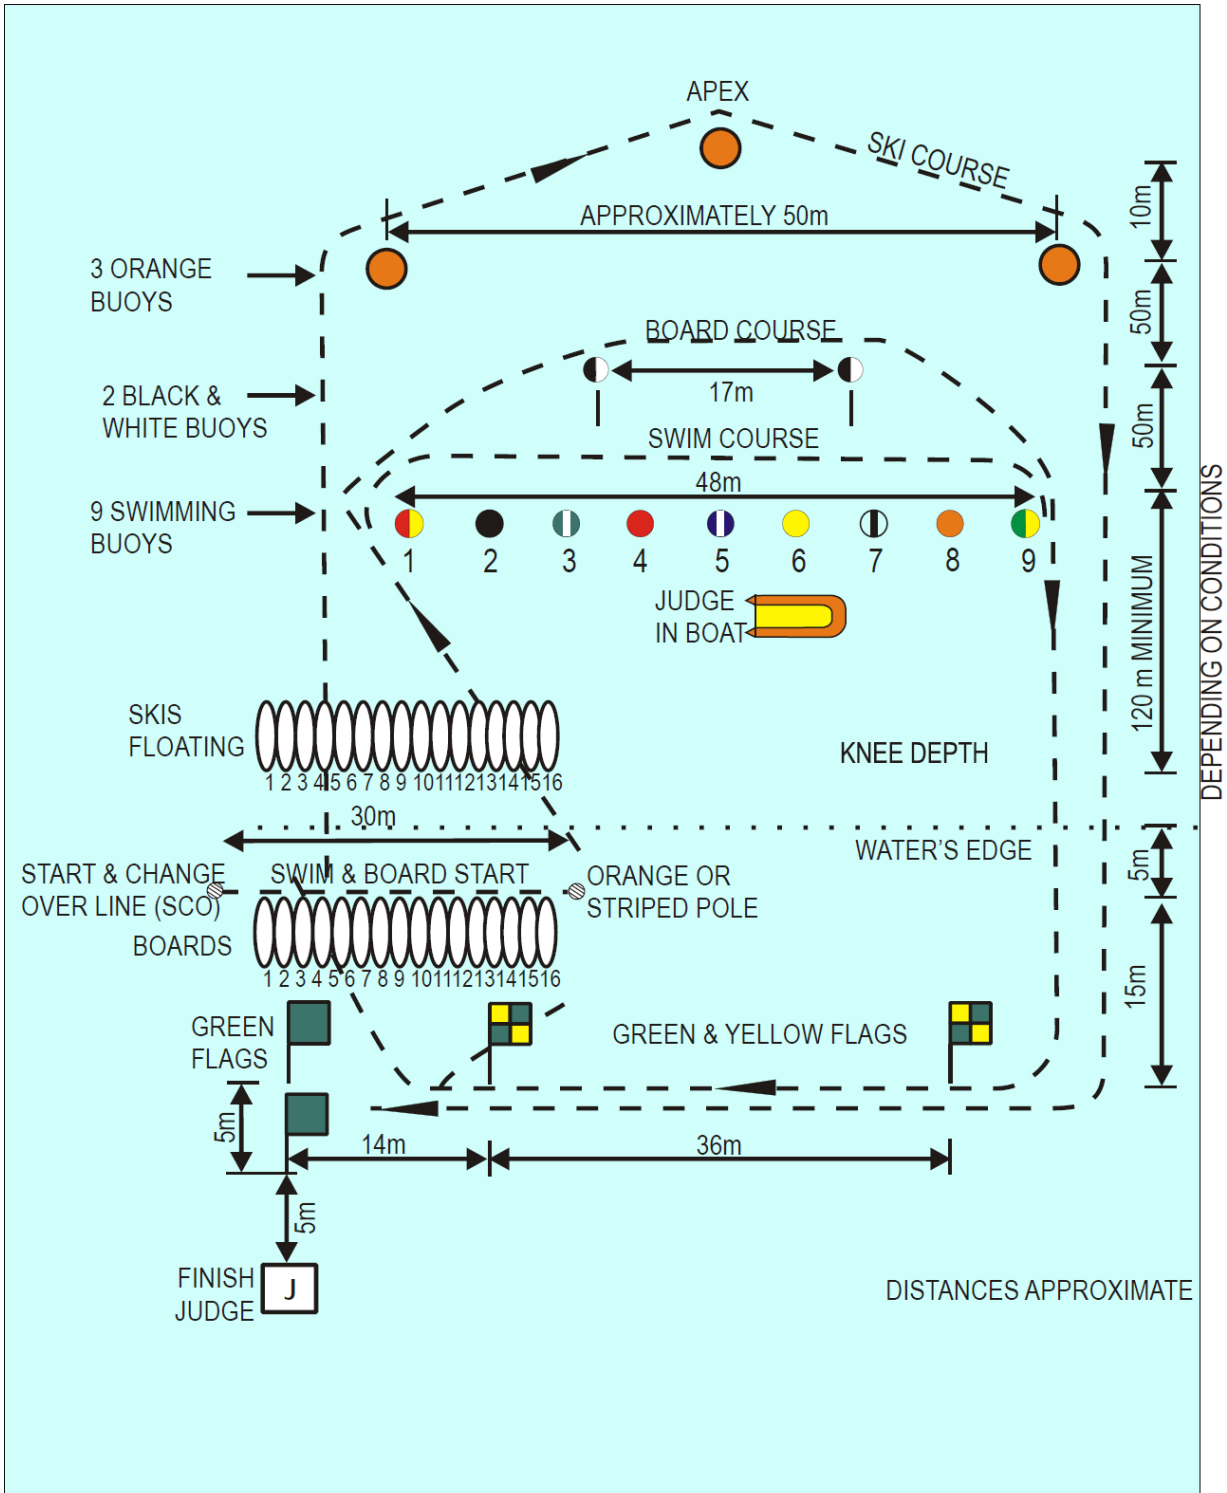 APEX
SKI COURSE
10m
APPROXIMATELY 50m
3 ORANGE
BUOYS
50m
BOARD COURSE
2 BLACK &
WHITE BUOYS
17m
50m
SWIM COURSE
48m
9 SWIMMING
BUOYS
1 2 3 4 5 6 7 8 9
JUDGE
IN BOAT
120 m MINIMUM
DEPENDING ON CONDITIONS
SKIS
FLOATING
KNEE DEPTH
1 2 3 4 5 6 7 8 9 10 11 12 13 14 15 16
30m
WATER'S EDGE
5m
START & CHANGE
OVER LINE (SCO)
SWIM & BOARD START
ORANGE OR
STRIPED POLE
BOARDS
1 2 3 4 5 6 7 8 9 10 11 12 13 14 15 16
15m
GREEN
FLAGS
GREEN & YELLOW FLAGS
5m
14m
36m
5m
FINISH
JUDGE
J
DISTANCES APPROXIMATE